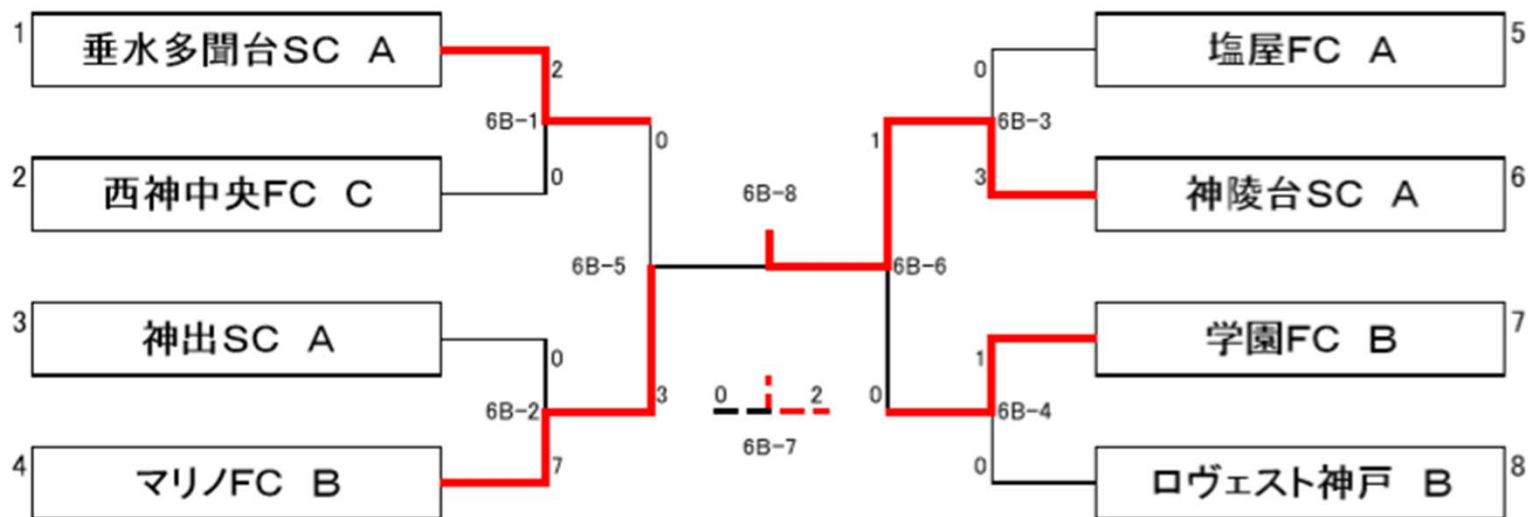 1
垂水多聞台SC A
2
6B-1
0
0
2
西神中央FC C
6B-5
3
神出SC A
0
6B-2
3
7
4
マリノFC B
6B-8
0 2
6B-7
5
塩屋FC A
0
1
6B-3
3
6
神陵台SC A
6B-6
7
学園FC B
1
0
6B-4
0
8
ロヴェスト神戸 B